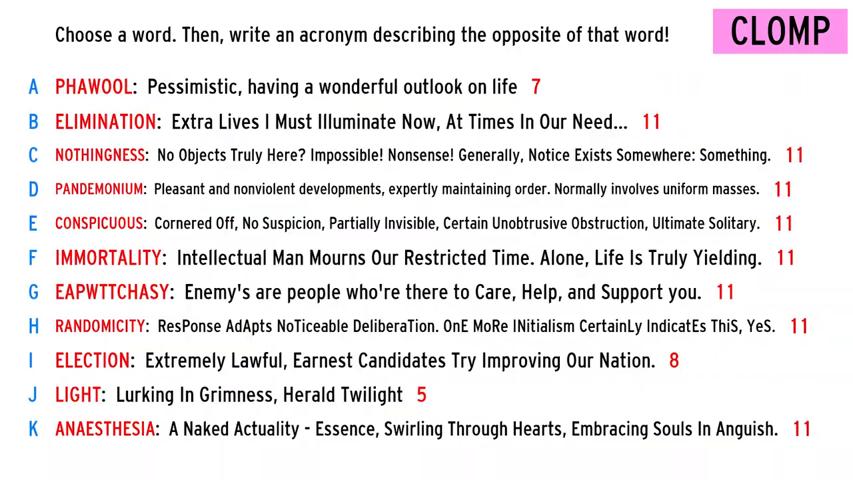 Choose a word. Then, write an acronym describing the opposite of that word!
CLOMP
A PHAWOOL: Pessimistic, having a wonderful outlook on life 7
B ELIMINATION: Extra Lives I Must Illuminate Now, At Times In Our Need... 11
C NOTHINGNESS: No Objects Truly Here? Impossible! Nonsense! Generally, Notice Exists Somewhere: Something. 11
D PANDEMONIUM: Pleasant and nonviolent developments, expertly maintaining order. Normally involves uniform masses. 11
E CONSPICUOUS: Cornered Off, No Suspicion, Partially Invisible, Certain Unobtrusive Obstruction, Ultimate Solitary. 11
F IMMORTALITY: Intellectual Man Mourns Our Restricted Time. Alone, Life Is Truly Yielding. 11
G EAPWTTCHASY: Enemy's are people who're there to Care, Help, and Support you. 11
H RANDOMICITY: ResPonse AdApts NoTiceable DeliberaTion. OnE MoRe INitialism CertainLy IndicatEs ThiS, YeS. 11
I ELECTION: Extremely Lawful, Earnest Candidates Try Improving Our Nation. 8
J LIGHT: Lurking In Grimness, Herald Twilight 5
K ANAESTHESIA: A Naked Actuality - Essence, Swirling Through Hearts, Embracing Souls In Anguish. 11